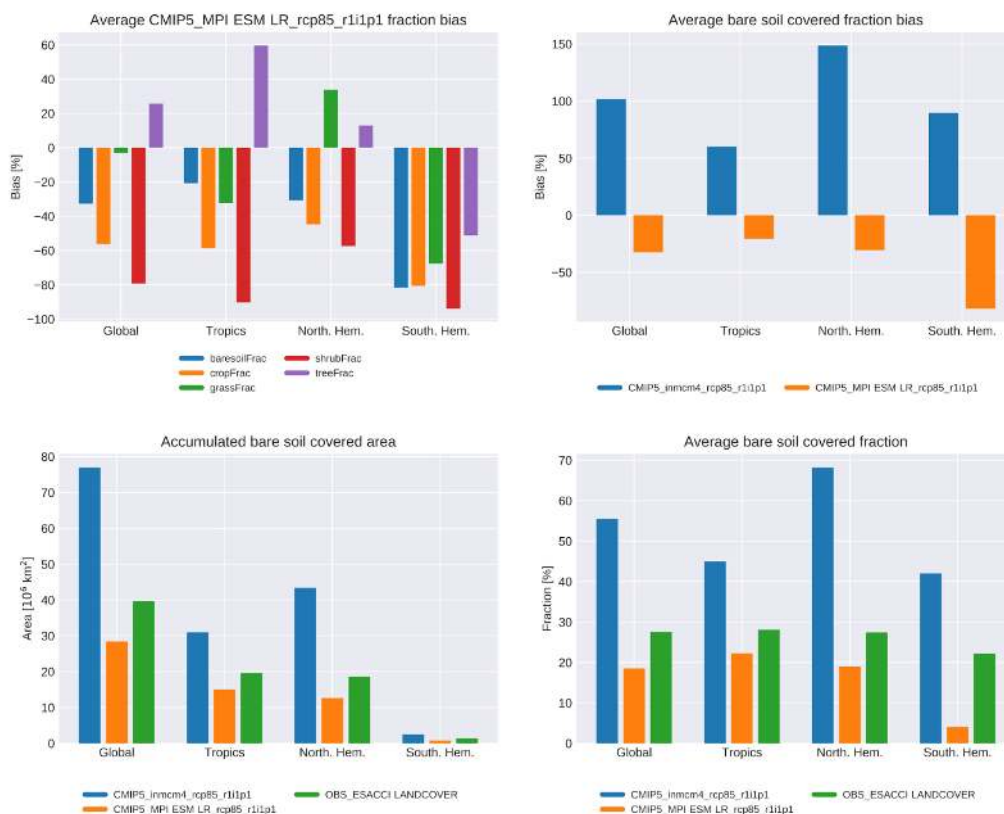 Average CMIP5_MPI ESM LR_rcp85_r1i1p1 fraction bias
Bias [%]
60
40
20
0
−20
−40
−60
−80
−100
Global Tropics North. Hem. South. Hem.
baresoilFrac shrubFrac
cropFrac treeFrac
grassFrac
Average bare soil covered fraction bias
Bias [%]
150
100
50
0
−50
Global Tropics North. Hem. South. Hem.
CMIP5_inmcm4_rcp85_r1i1p1 CMIP5_MPI ESM LR_rcp85_r1i1p1
Accumulated bare soil covered area
Area [10⁶ km²]
80
70
60
50
40
30
20
10
0
Global Tropics North. Hem. South. Hem.
CMIP5_inmcm4_rcp85_r1i1p1 OBS_ESACCI LANDCOVER
CMIP5_MPI ESM LR_rcp85_r1i1p1
Average bare soil covered fraction
Fraction [%]
70
60
50
40
30
20
10
0
Global Tropics North. Hem. South. Hem.
CMIP5_inmcm4_rcp85_r1i1p1 OBS_ESACCI LANDCOVER
CMIP5_MPI ESM LR_rcp85_r1i1p1